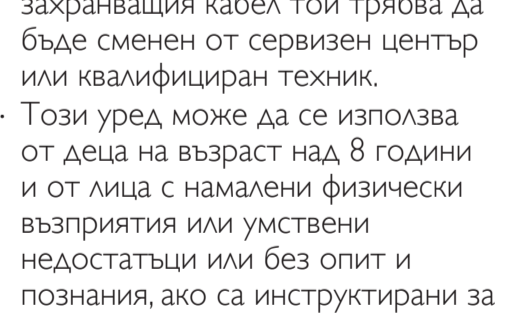 захранващия кабел той трябва да
бъде сменен от сервизен център
или квалифициран техник.
· Този уред може да се използва
от деца на възраст над 8 години
и от лица с намалени физически
възприятия или умствени
недостатъци или без опит и
познания, ако са инструктирани за